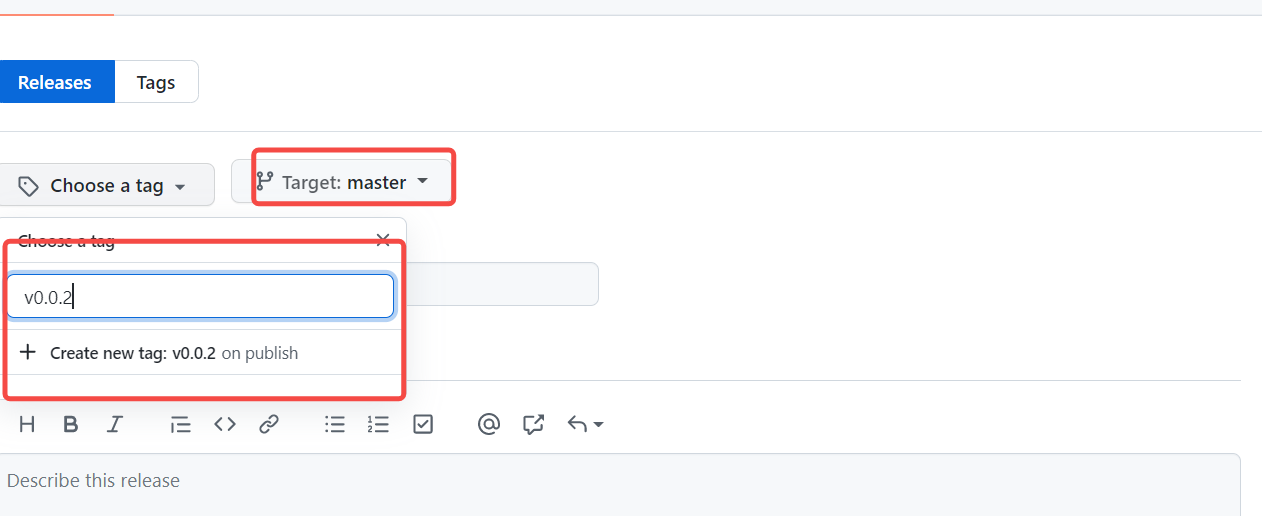 Releases Tags
Choose a tag Target: master
Choose a tag
v0.0.2
Create new tag: v0.0.2 on publish
H B I
Describe this release